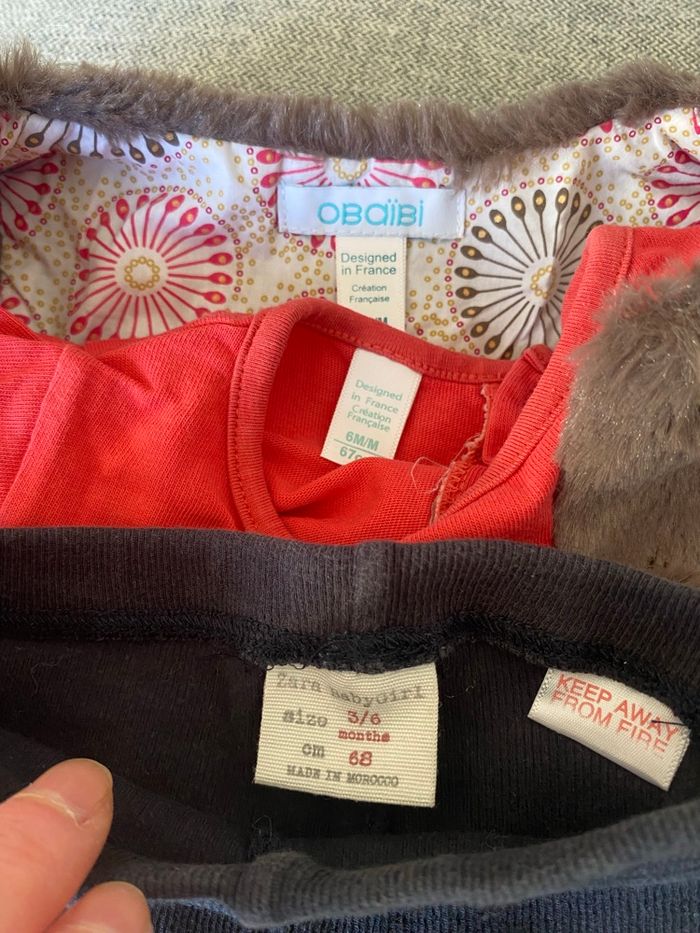 OBaïBi
Designed
in France
Création
Française
/M
Designed
in France
Création
Française
6M/M
67
Zara BabyGirl
size 3/6
months
cm 68
MADE IN MOROCCO
KEEP AWAY
FROM FIRE